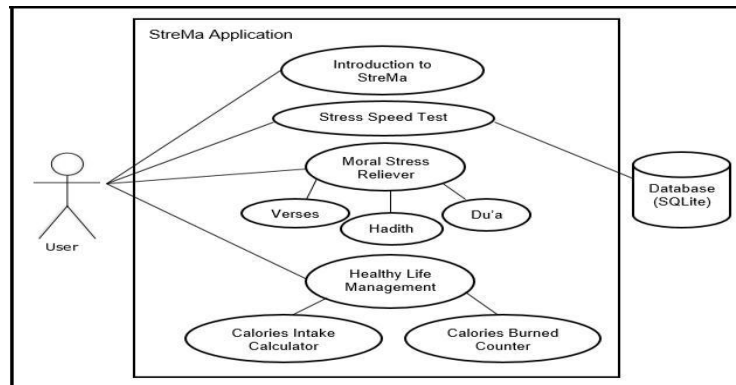 StreMa Application
Introduction to
StreMa
Stress Speed Test
Moral Stress
Reliever
Verses
Hadith
Du'a
Healthy Life
Management
Calories Intake
Calculator
Calories Burned
Counter
User
Database
(SQLite)